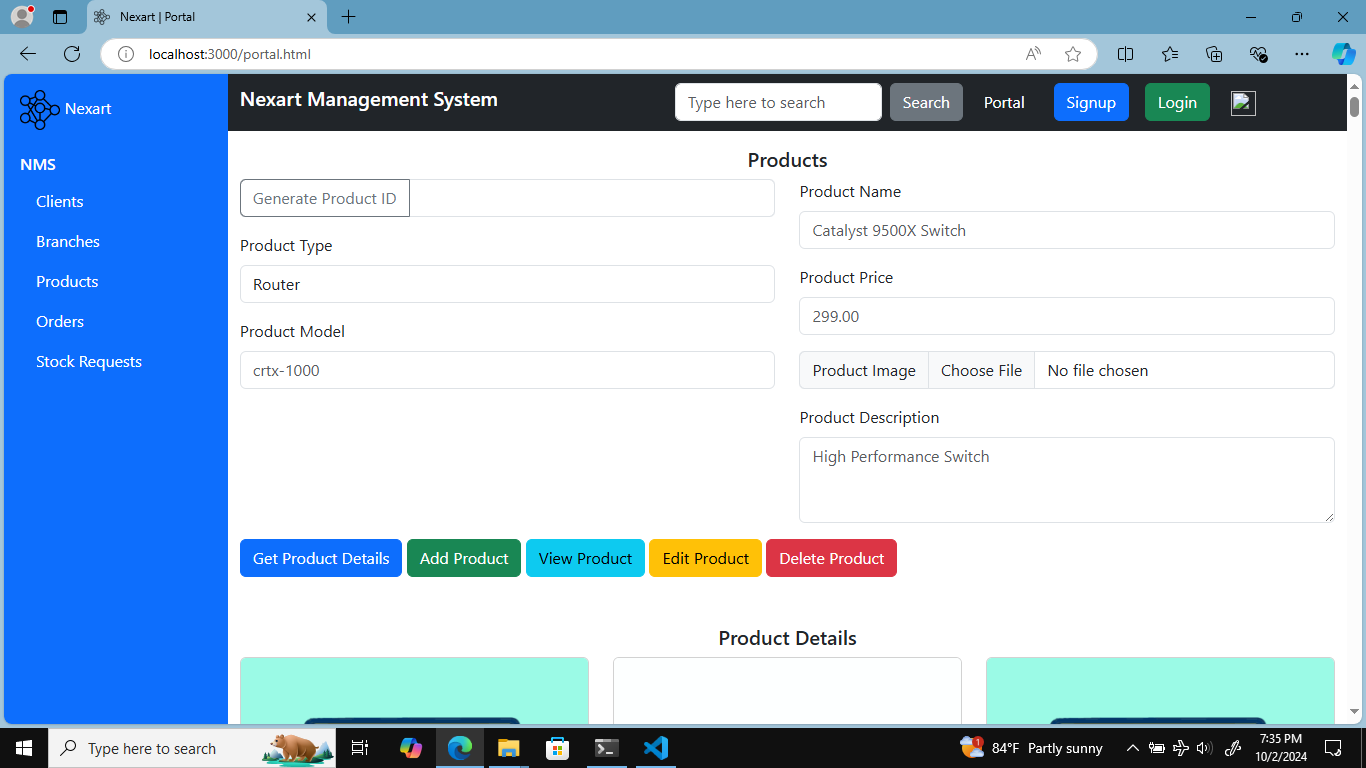 Nexart | Portal
localhost:3000/portal.html
Nexart
NMS
Clients
Branches
Products
Orders
Stock Requests
Nexart Management System
Type here to search
Search
Portal
Signup
Login
Products
Generate Product ID
Product Type
Router
Product Model
crtx-1000
Product Name
Catalyst 9500X Switch
Product Price
299.00
Product Image
Choose File
No file chosen
Product Description
High Performance Switch
Get Product Details
Add Product
View Product
Edit Product
Delete Product
Product Details
Type here to search
1
84°F Partly sunny
7:35 PM
10/2/2024